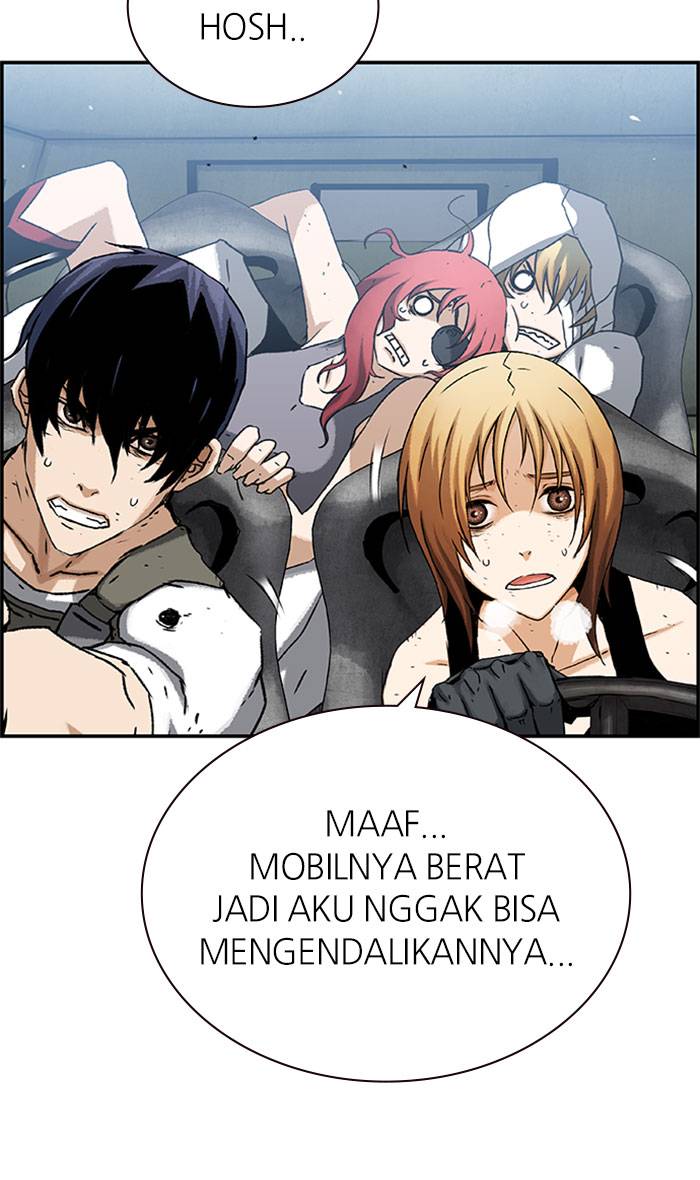 HOSH..
MAAF...
MOBILNYA BERAT
JADI AKU NGGAK BISA
MENGENDALIKANNYA...